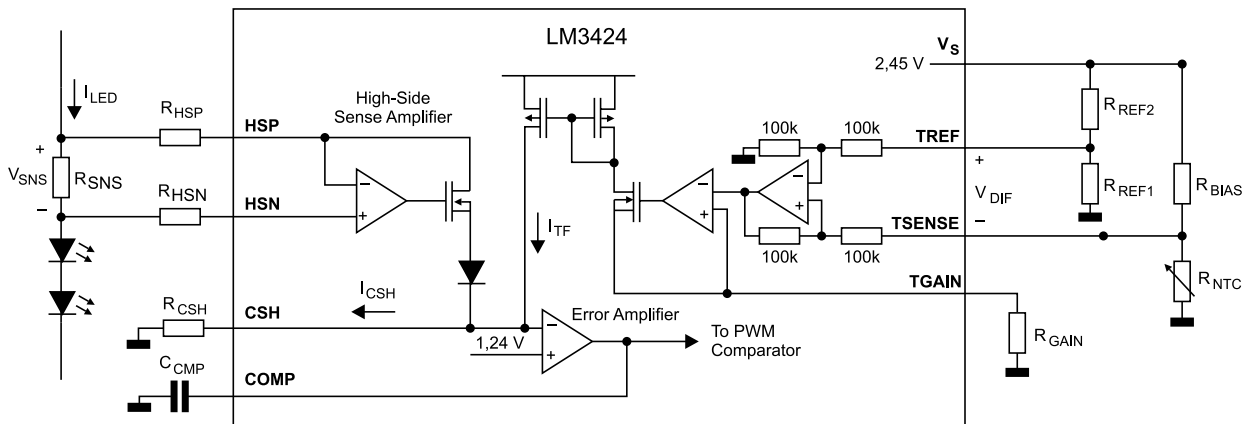 LM3424
V_S
2,45 V
I_LED
R_HSP
HSP
High-Side
Sense Amplifier
100k
100k
TREF
R_REF2
+
V_SNS
R_SNS
−
R_HSN
HSN
−
+
−
+
−
+
+
V_DIF
−
R_REF1
R_BIAS
TSENSE
I_TF
100k
100k
TGAIN
R_NTC
R_CSH
CSH
I_CSH
Error Amplifier
−
+
1,24 V
To PWM
Comparator
R_GAIN
C_CMP
COMP